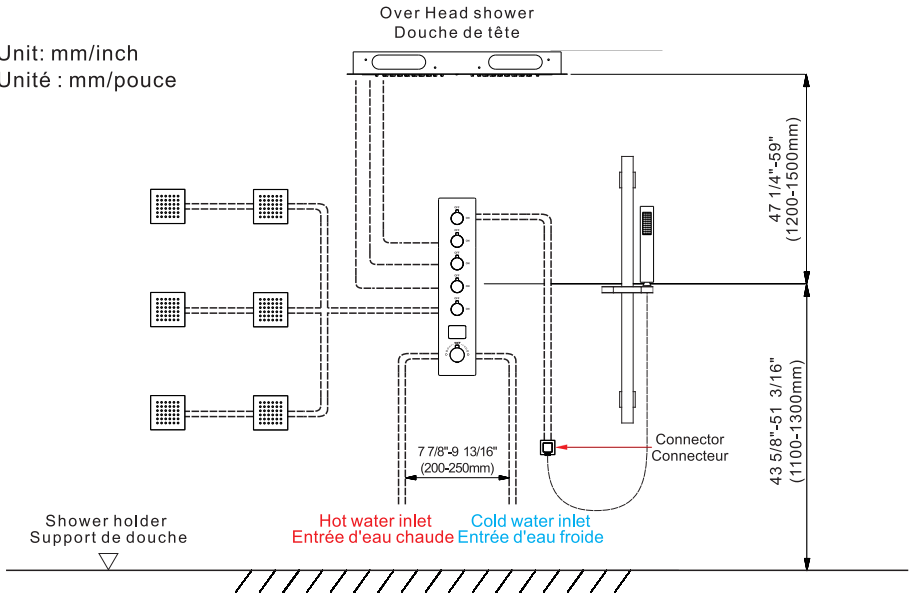 Over Head shower
Douche de tête
Unit: mm/inch
Unité : mm/pouce
47 1/4"-59"
(1200-1500mm)
43 5/8"-51 3/16"
(1100-1300mm)
7 7/8"-9 13/16"
(200-250mm)
Connector
Connecteur
Hot water inlet
Entrée d'eau chaude
Cold water inlet
Entrée d'eau froide
Shower holder
Support de douche